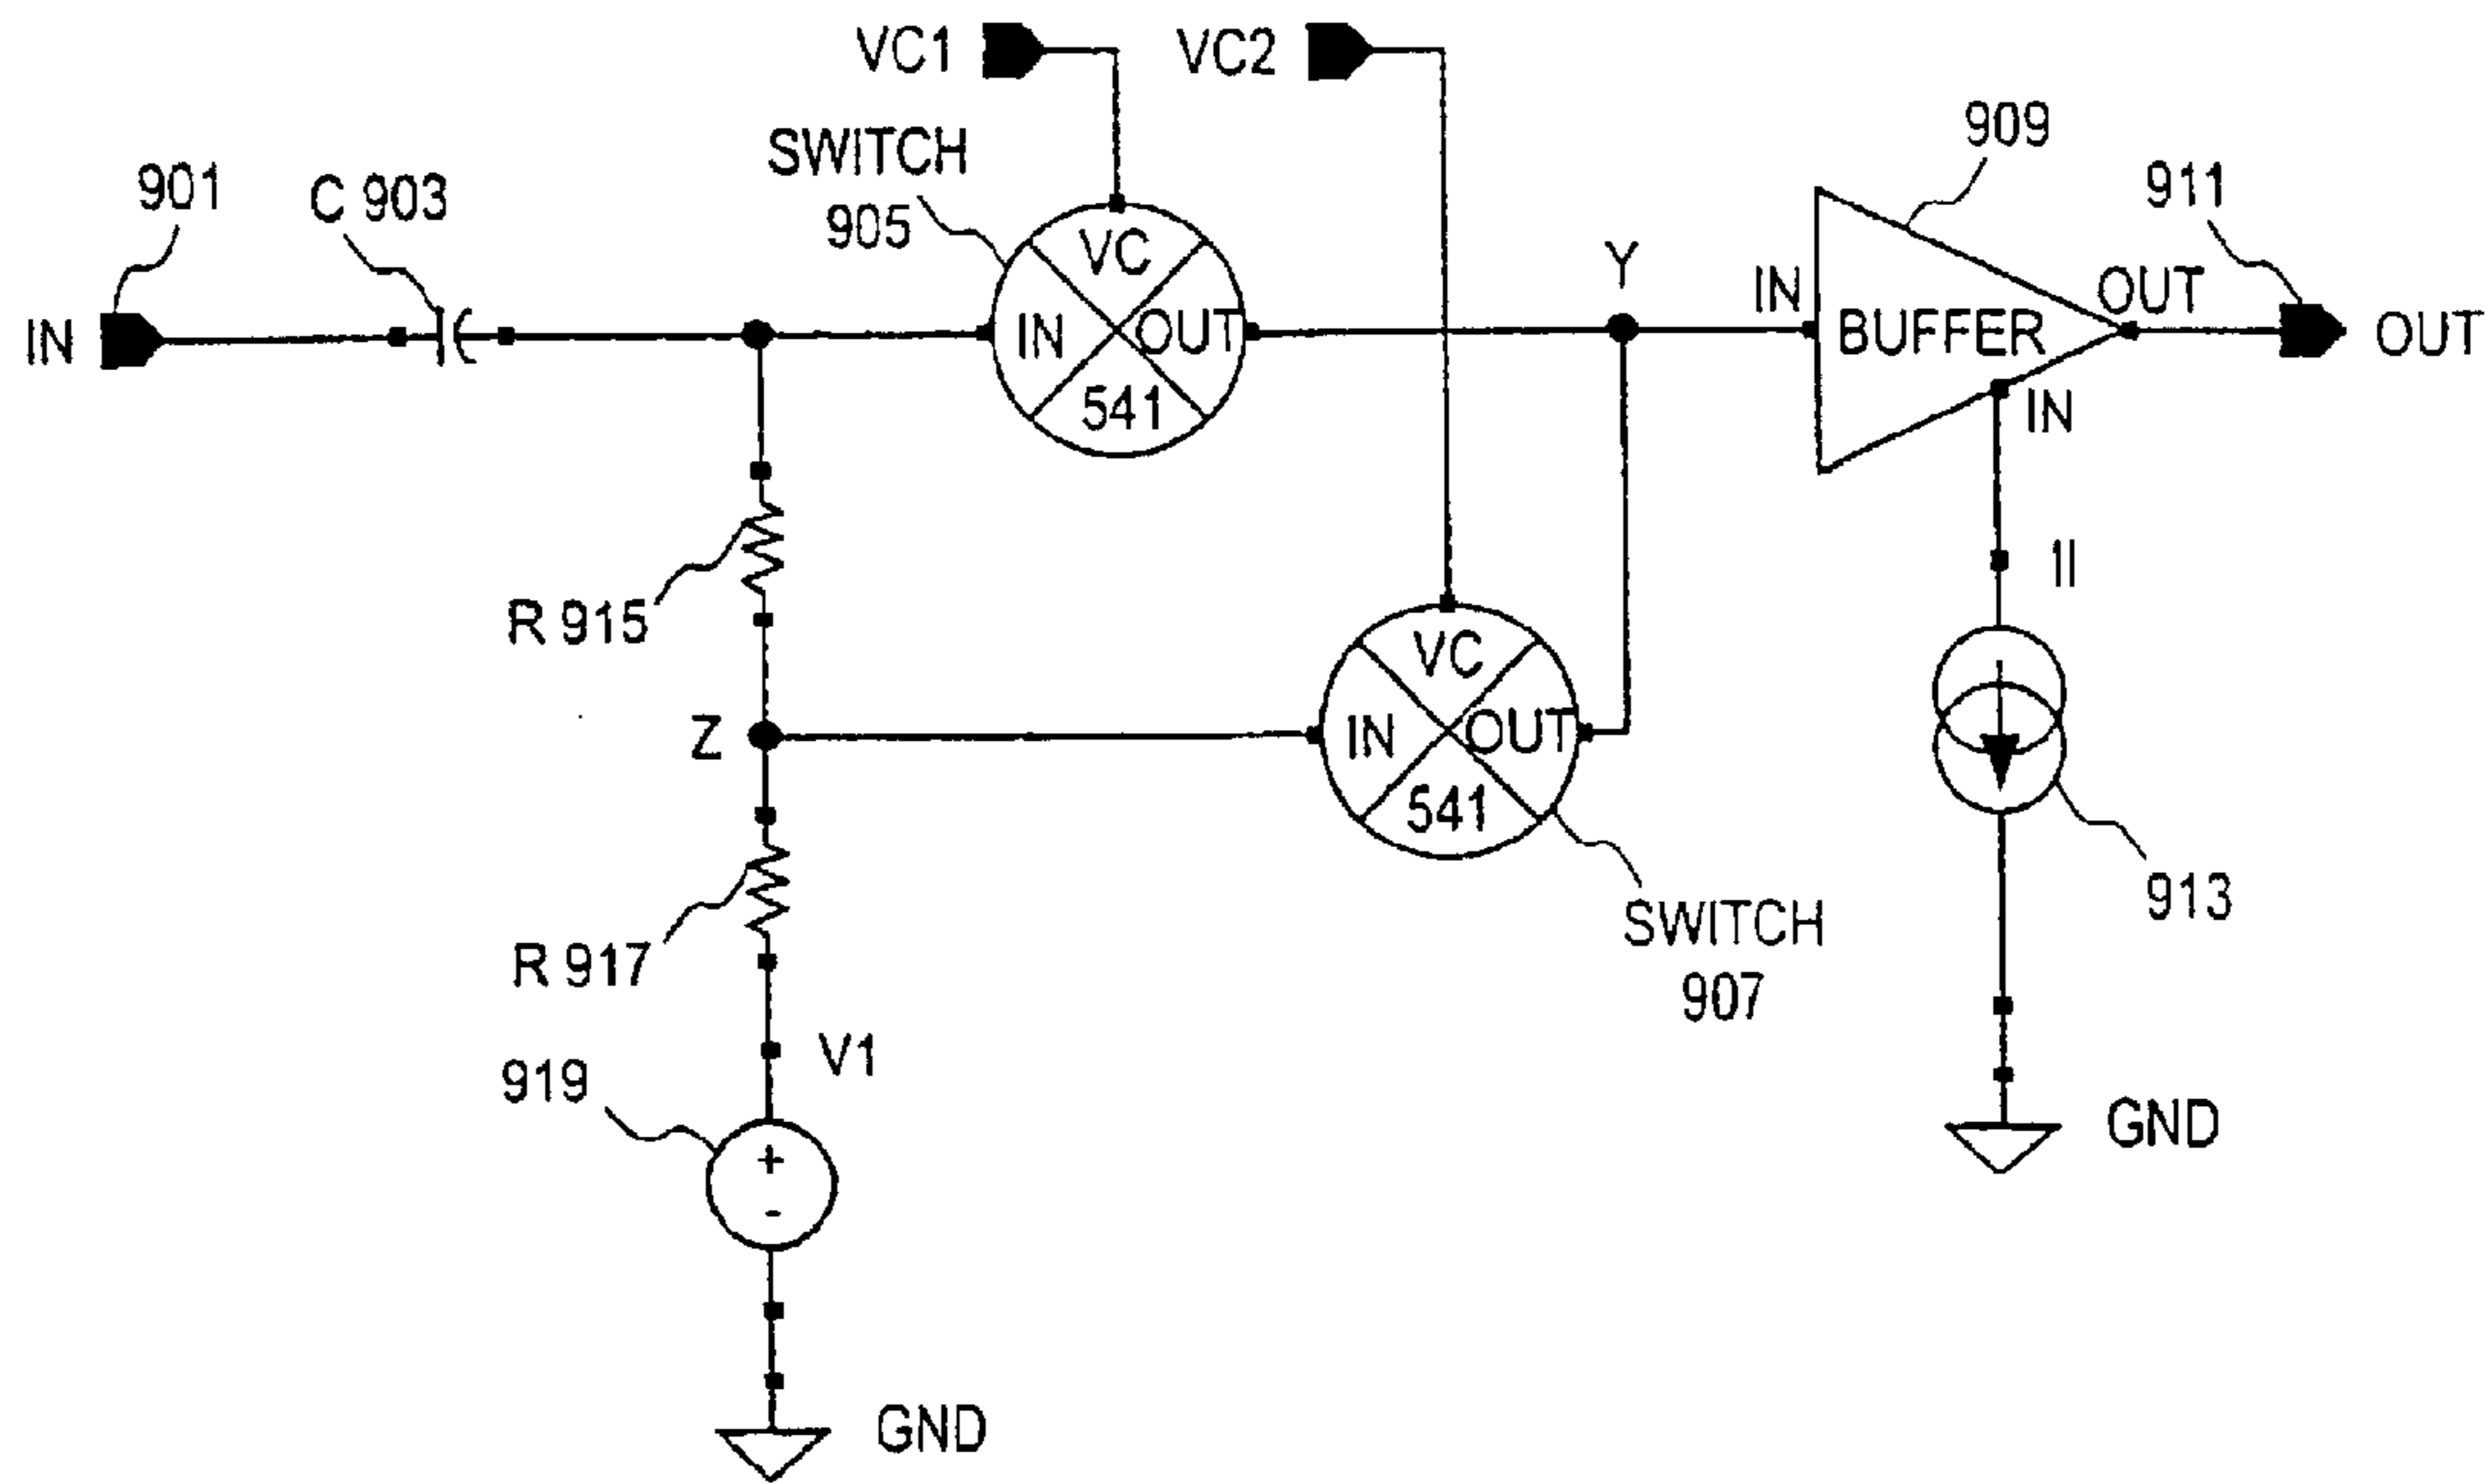 VC1
VC2
SWITCH
905
909
911
901
C 903
VC
IN
OUT
541
Y
IN
BUFFER
OUT
IN
IN
OUT
R 915
1I
Z
VC
IN
OUT
541
R 917
SWITCH
907
913
V1
919
+
-
GND
GND